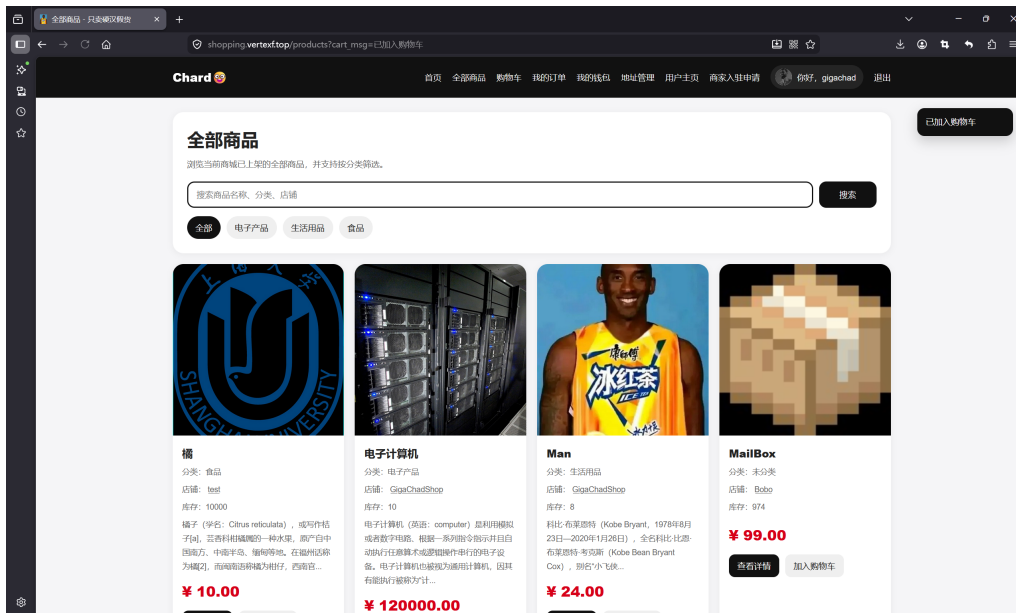 全部商品 - 只卖硬汉假货
shopping.vertexf.top/products?cart_msg=已加入购物车
Chard
首页 全部商品 购物车 我的订单 我的钱包 地址管理 用户主页 商家入驻申请 你好，gigachad 退出
已加入购物车
全部商品
浏览当前商城已上架的全部商品，并支持按分类筛选。
搜索商品名称、分类、店铺
搜索
全部 电子产品 生活用品 食品
SHANGHAI UNIVERSITY
康师傅
冰红茶
ICE TEA
橘
分类：食品
店铺： test
库存：10000
橘子（学名：Citrus reticulata），或写作桔子[a]，芸香科柑橘属的一种水果，原产自中国南方、中南半岛、缅甸等地。在福州话称为橘[2]，而闽南语称橘为柑仔，西南官...
¥ 10.00
电子计算机
分类：电子产品
店铺： GigaChadShop
库存：10
电子计算机（英语：computer）是利用模拟或者数字电路、根据一系列指令指示并且自动执行任意算术或逻辑操作串行的电子设备。电子计算机也被视为通用计算机，因其有能执行被称为“计...
¥ 120000.00
Man
分类：生活用品
店铺： GigaChadShop
库存：8
科比·布莱恩特（Kobe Bryant，1978年8月23日—2020年1月26日），全名科比·比恩·布莱恩特·考克斯（Kobe Bean Bryant Cox），别名“小飞侠...
¥ 24.00
MailBox
分类：未分类
店铺： Bobo
库存：974
¥ 99.00
查看详情 加入购物车